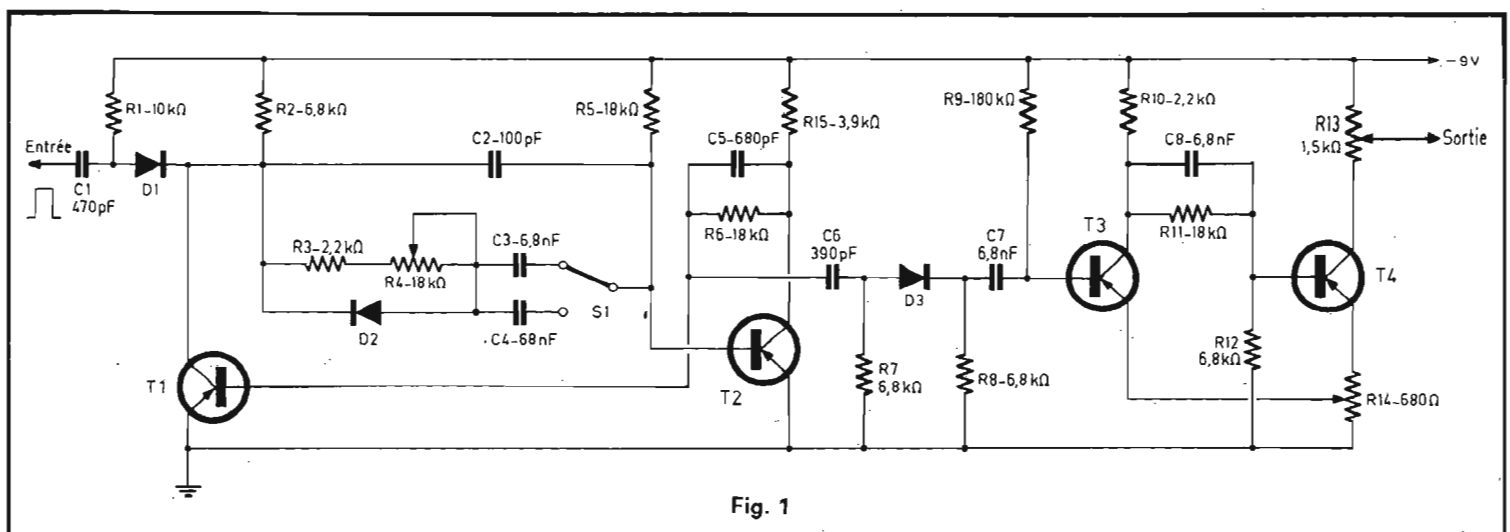 -9V
R1-10kΩ
R2-6,8kΩ
R5-18kΩ
R15-3,9kΩ
R9-180kΩ
R10-2,2kΩ
R13
1,5kΩ
Sortie
Entrée
C1
470pF
D1
C2-100pF
C5-680pF
C8-6,8nF
R3-2,2kΩ
R4-18kΩ
C3-6,8nF
R6-18kΩ
C6
390pF
C7
6,8nF
T3
R11-18kΩ
T4
D2
C4-68nF
S1
D3
T1
T2
R7
6,8kΩ
R8-6,8kΩ
R12
6,8kΩ
R14-680Ω
Fig. 1